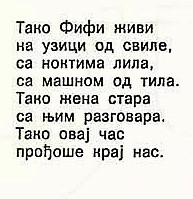 Тако Фифи живи
на узици од свиле,
са ноктима лила,
са машном од тила.
Тако жена стара
са њим разговара.
Тако овај час
прођоше крај нас.